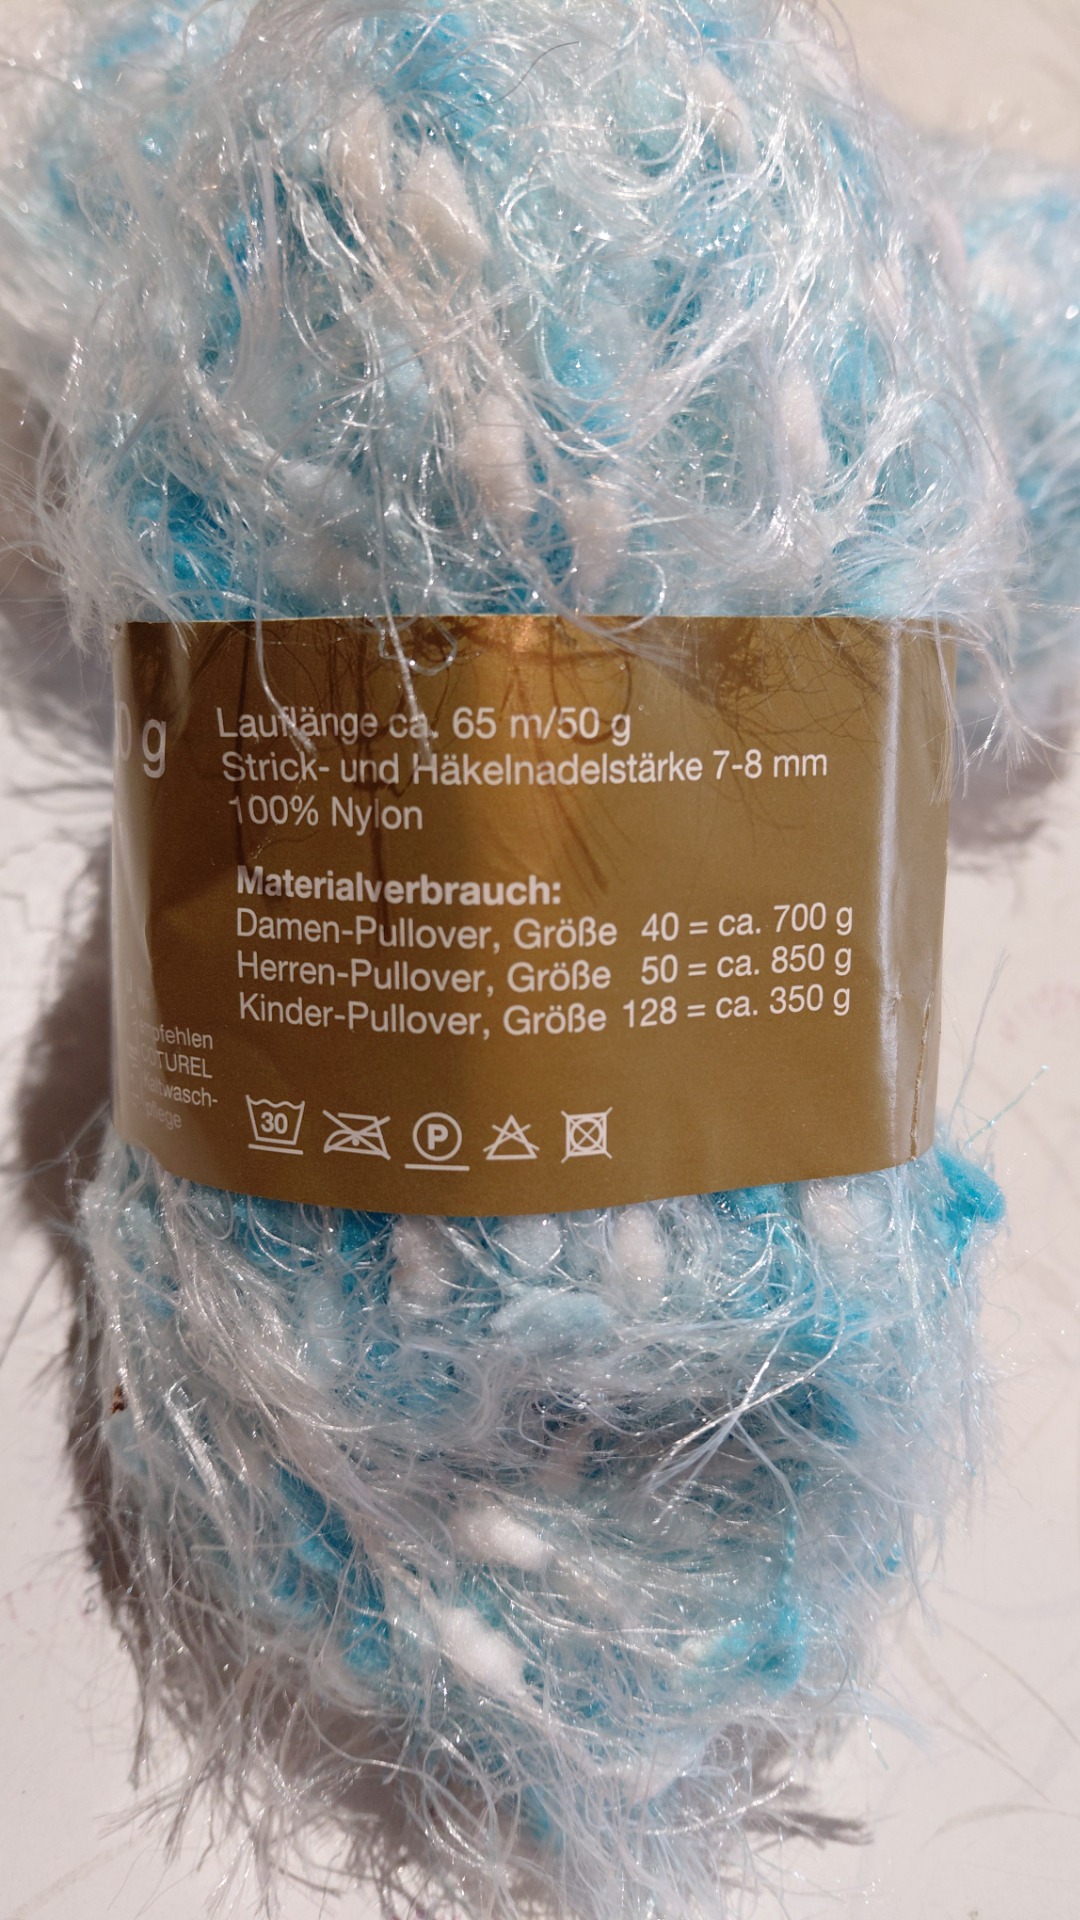 g
Lauflänge ca. 65 m/50 g
Strick- und Häkelnadelstärke 7-8 mm
100% Nylon
Materialverbrauch:
Damen-Pullover, Größe 40 = ca. 700 g
Herren-Pullover, Größe 50 = ca. 850 g
Kinder-Pullover, Größe 128 = ca. 350 g
30
P